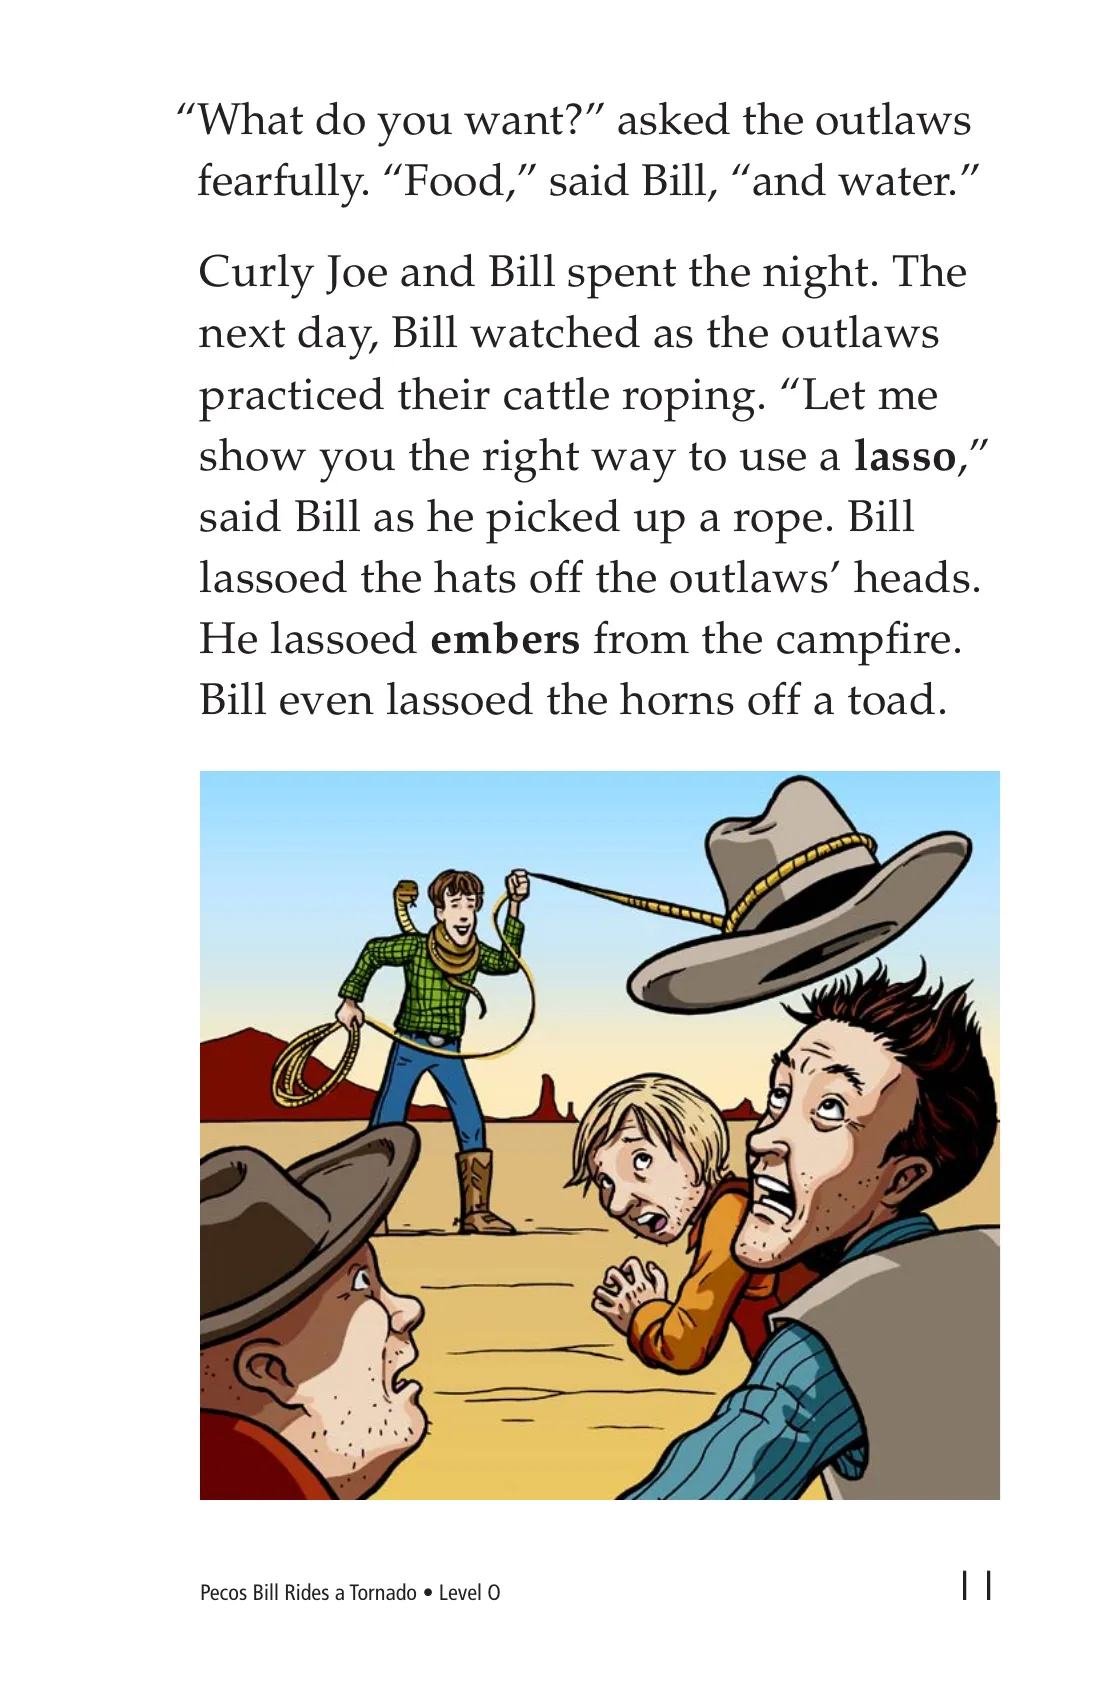 “What do you want?” asked the outlaws
fearfully. “Food,” said Bill, “and water.”
Curly Joe and Bill spent the night. The
next day, Bill watched as the outlaws
practiced their cattle roping. “Let me
show you the right way to use a lasso,”
said Bill as he picked up a rope. Bill
lassoed the hats off the outlaws’ heads.
He lassoed embers from the campfire.
Bill even lassoed the horns off a toad.
Pecos Bill Rides a Tornado • Level O
11